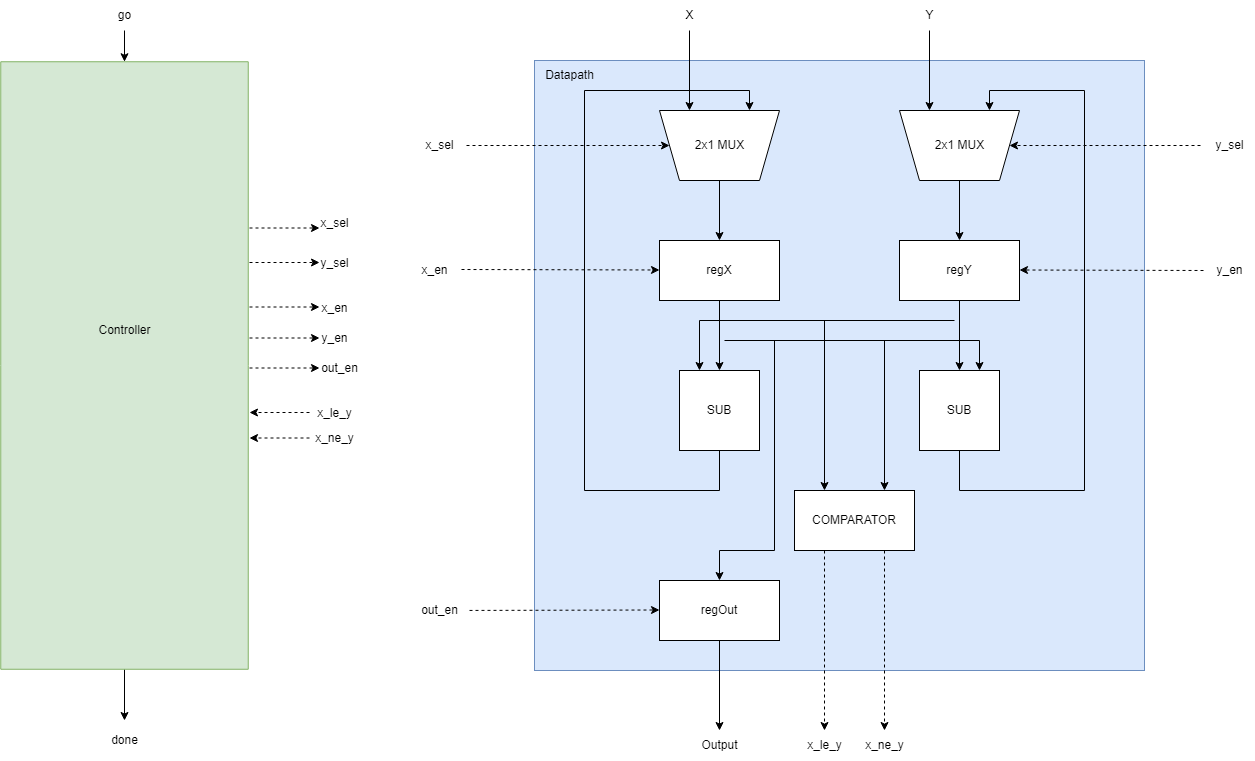 go
X
Y
Datapath
2x1 MUX
2x1 MUX
x_sel
y_sel
x_sel
y_sel
x_en
regX
regY
y_en
x_en
Controller
y_en
out_en
x_le_y
SUB
SUB
x_ne_y
COMPARATOR
out_en
regOut
done
Output
x_le_y
x_ne_y